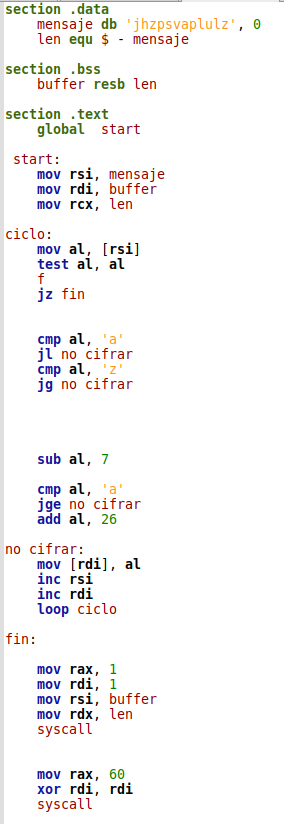 section .data
mensaje db 'jhzpsvaplulz', 0
len equ $ - mensaje
section .bss
buffer resb len
section .text
global start
start:
mov rsi, mensaje
mov rdi, buffer
mov rcx, len
ciclo:
mov al, [rsi]
test al, al
f
jz fin
cmp al, 'a'
jl no cifrar
cmp al, 'z'
jg no cifrar
sub al, 7
cmp al, 'a'
jge no cifrar
add al, 26
no cifrar:
mov [rdi], al
inc rsi
inc rdi
loop ciclo
fin:
mov rax, 1
mov rdi, 1
mov rsi, buffer
mov rdx, len
syscall
mov rax, 60
xor rdi, rdi
syscall